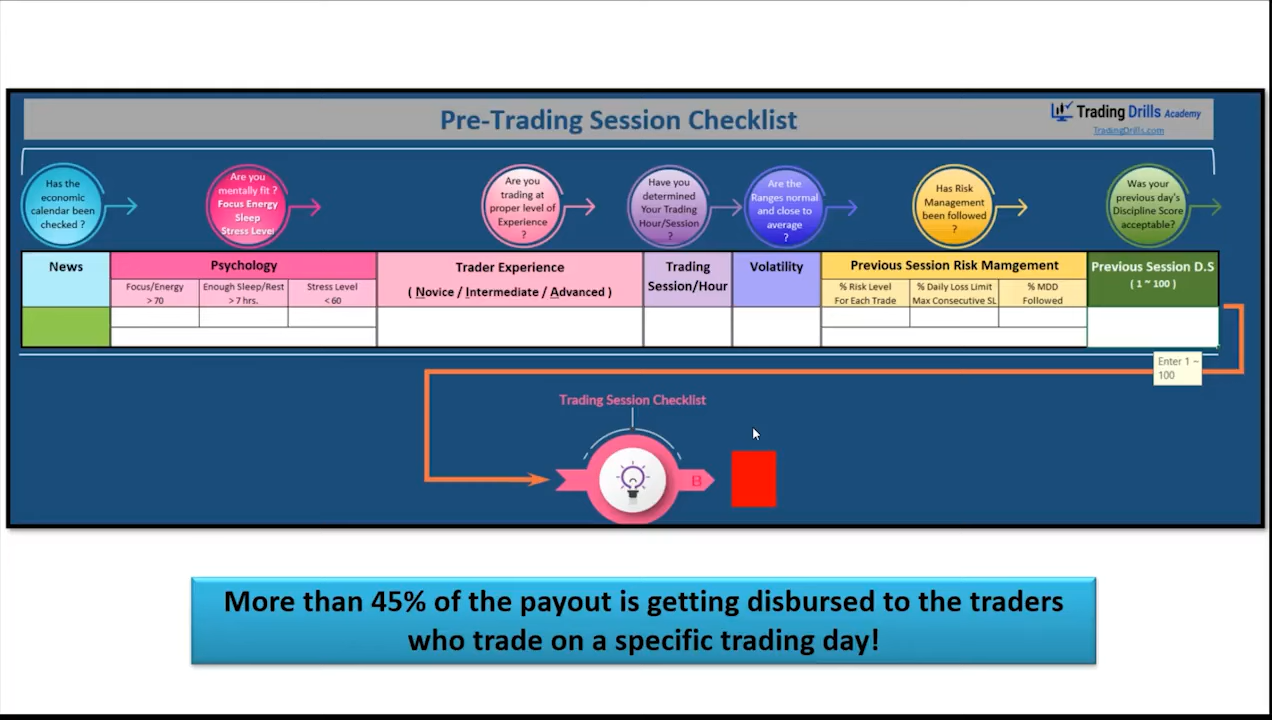 Pre-Trading Session Checklist
Trading Drills Academy
TradingDrills.com
Has the
economic
calendar been
checked ?
Are you
mentally fit ?
Focus Energy
Sleep
Stress Level
Are you
trading at
proper level of
Experience
?
Have you
determined
Your Trading
Hour/Session
?
Are the
Ranges normal
and close to
average
?
Has Risk
Management
been followed
?
Was your
previous day's
Discipline Score
acceptable?
News
Psychology
Focus/Energy
> 70
Enough Sleep/Rest
> 7 hrs.
Stress Level
< 60
Trader Experience
( Novice / Intermediate / Advanced )
Trading
Session/Hour
Volatility
Previous Session Risk Mamgement
% Risk Level
For Each Trade
% Daily Loss Limit
Max Consecutive SL
% MDD
Followed
Previous Session D.S
( 1 ~ 100 )
Enter 1 ~
100
Trading Session Checklist
B
More than 45% of the payout is getting disbursed to the traders
who trade on a specific trading day!